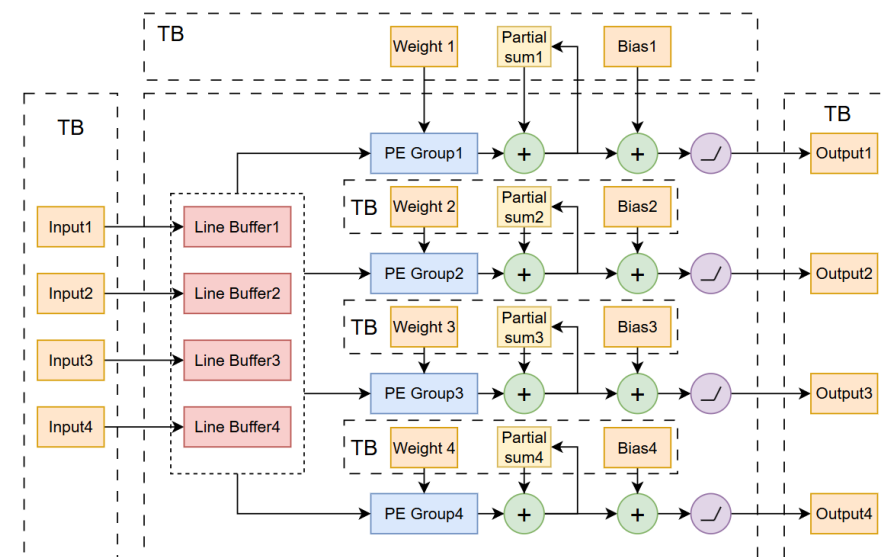 TB
Weight 1
Partial
sum1
Bias1
TB
TB
PE Group1
+
+
Output1
TB
Weight 2
Partial
sum2
Bias2
Input1
Line Buffer1
PE Group2
+
+
Output2
Input2
Line Buffer2
TB
Weight 3
Partial
sum3
Bias3
Input3
Line Buffer3
PE Group3
+
+
Output3
Input4
Line Buffer4
TB
Weight 4
Partial
sum4
Bias4
PE Group4
+
+
Output4